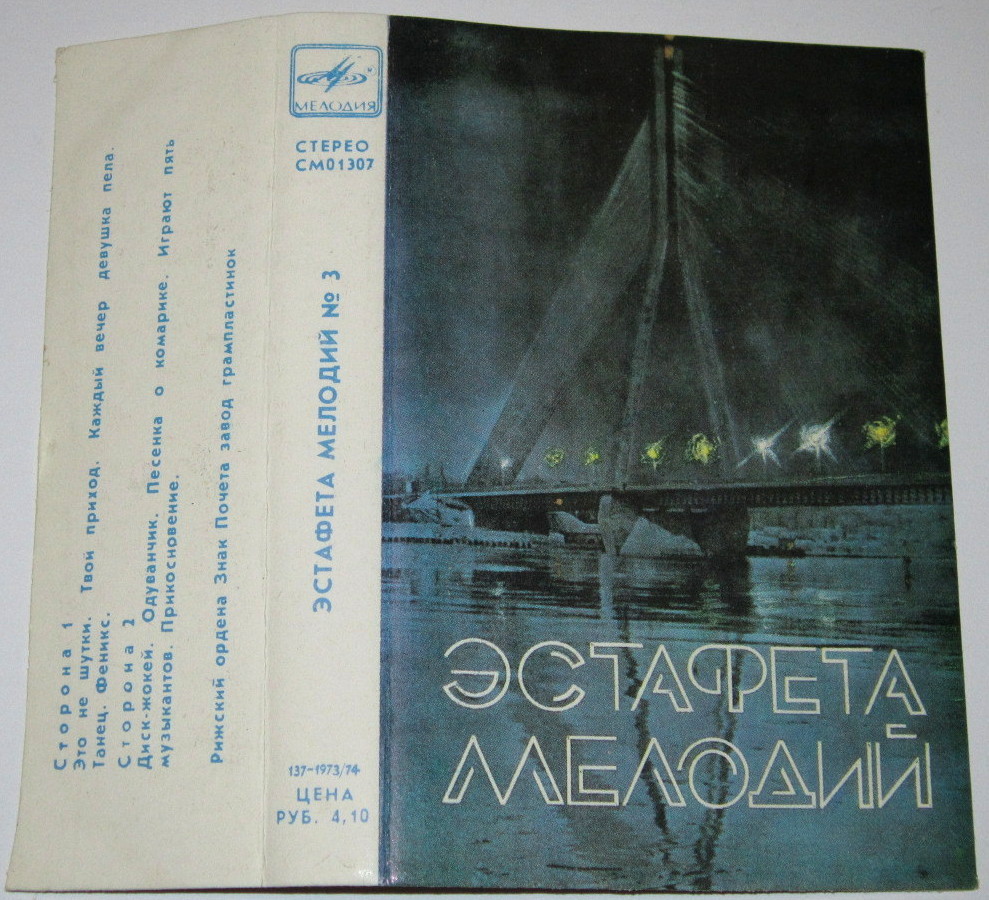 Сторона 1
Это не шутки. Твой приход. Каждый вечер девушка пела.
Танец. Феникс.
Сторона 2
Диск-жокей. Одуванчик. Песенка о комарике. Играют пять
музыкантов. Прикосновение.
Рижский ордена Знак Почета завод грампластинок
МЕЛОДИЯ
СТЕРЕО
СМ01307
ЭСТАФЕТА МЕЛОДИЙ № 3
137-1973/74
ЦЕНА
РУБ. 4,10
ЭСТАФЕТА
МЕЛОДИЙ